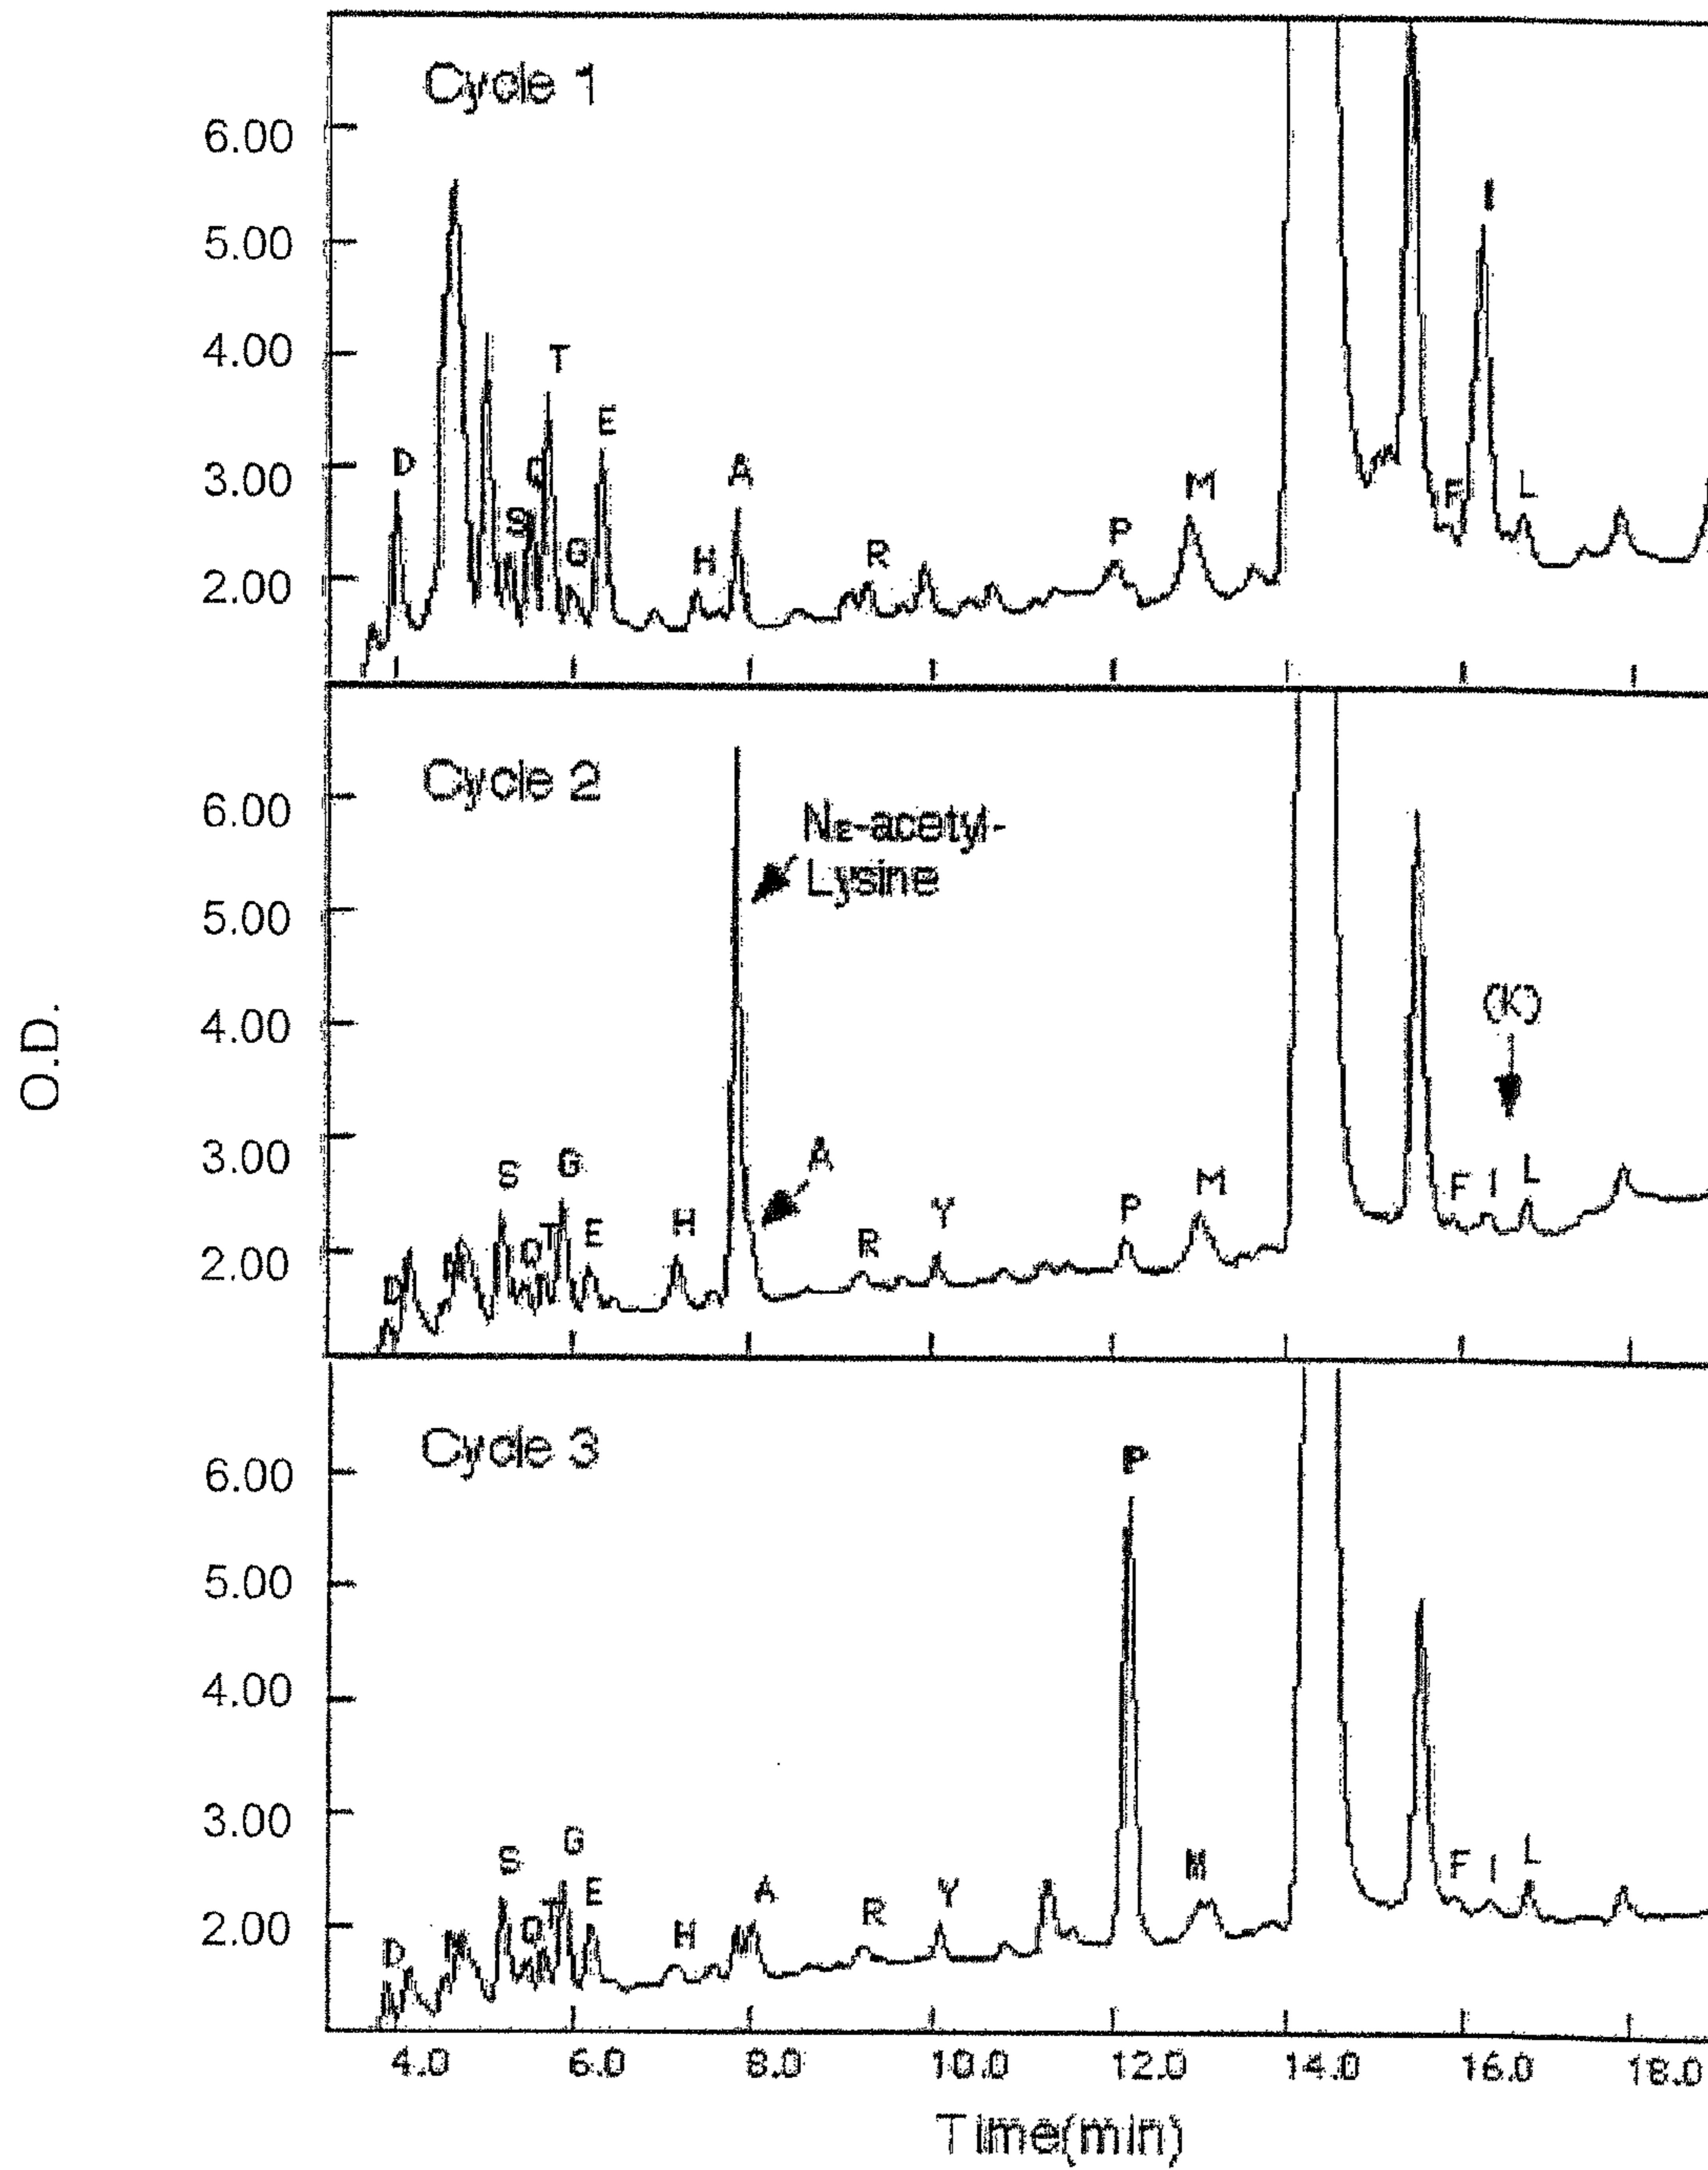 Cycle 1
6.00
5.00
4.00
3.00
2.00
D
S
Q
T
G
E
H
A
R
P
M
F
I
L
Cycle 2
6.00
5.00
4.00
3.00
2.00
Nε-acetyl-
Lysine
(K)
D
S
Q
T
G
E
H
A
R
Y
P
M
F
I
L
O.D.
Cycle 3
6.00
5.00
4.00
3.00
2.00
D
N
S
Q
T
G
E
H
A
R
Y
P
M
F
I
L
4.0 6.0 8.0 10.0 12.0 14.0 16.0 18.0
Time(min)